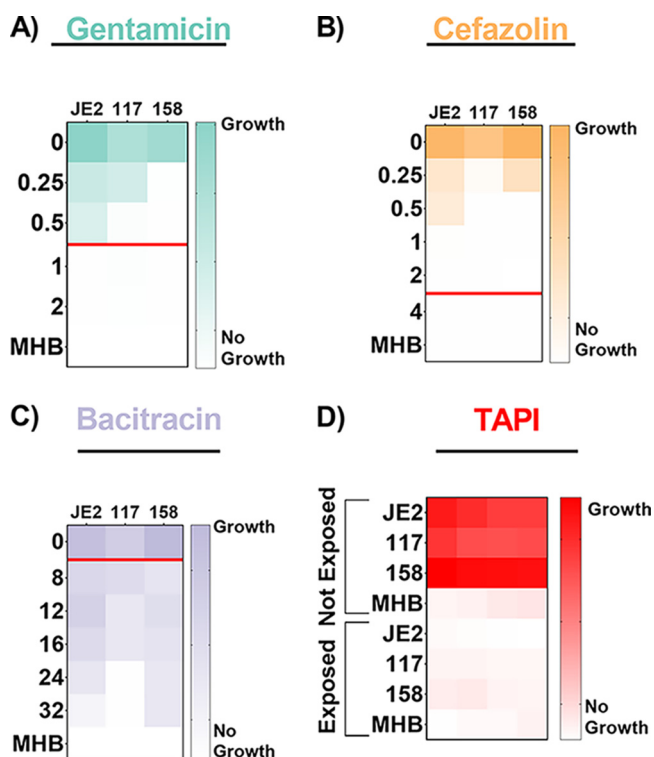 A) Gentamicin
JE2 117 158
0
0.25
0.5
1
2
MHB
Growth
No
Growth
B) Cefazolin
JE2 117 158
0
0.25
0.5
1
2
4
MHB
Growth
No
Growth
C) Bacitracin
JE2 117 158
0
8
12
16
24
32
MHB
Growth
No
Growth
D) TAPI
Not Exposed
JE2
117
158
MHB
Exposed
JE2
117
158
MHB
Growth
No
Growth